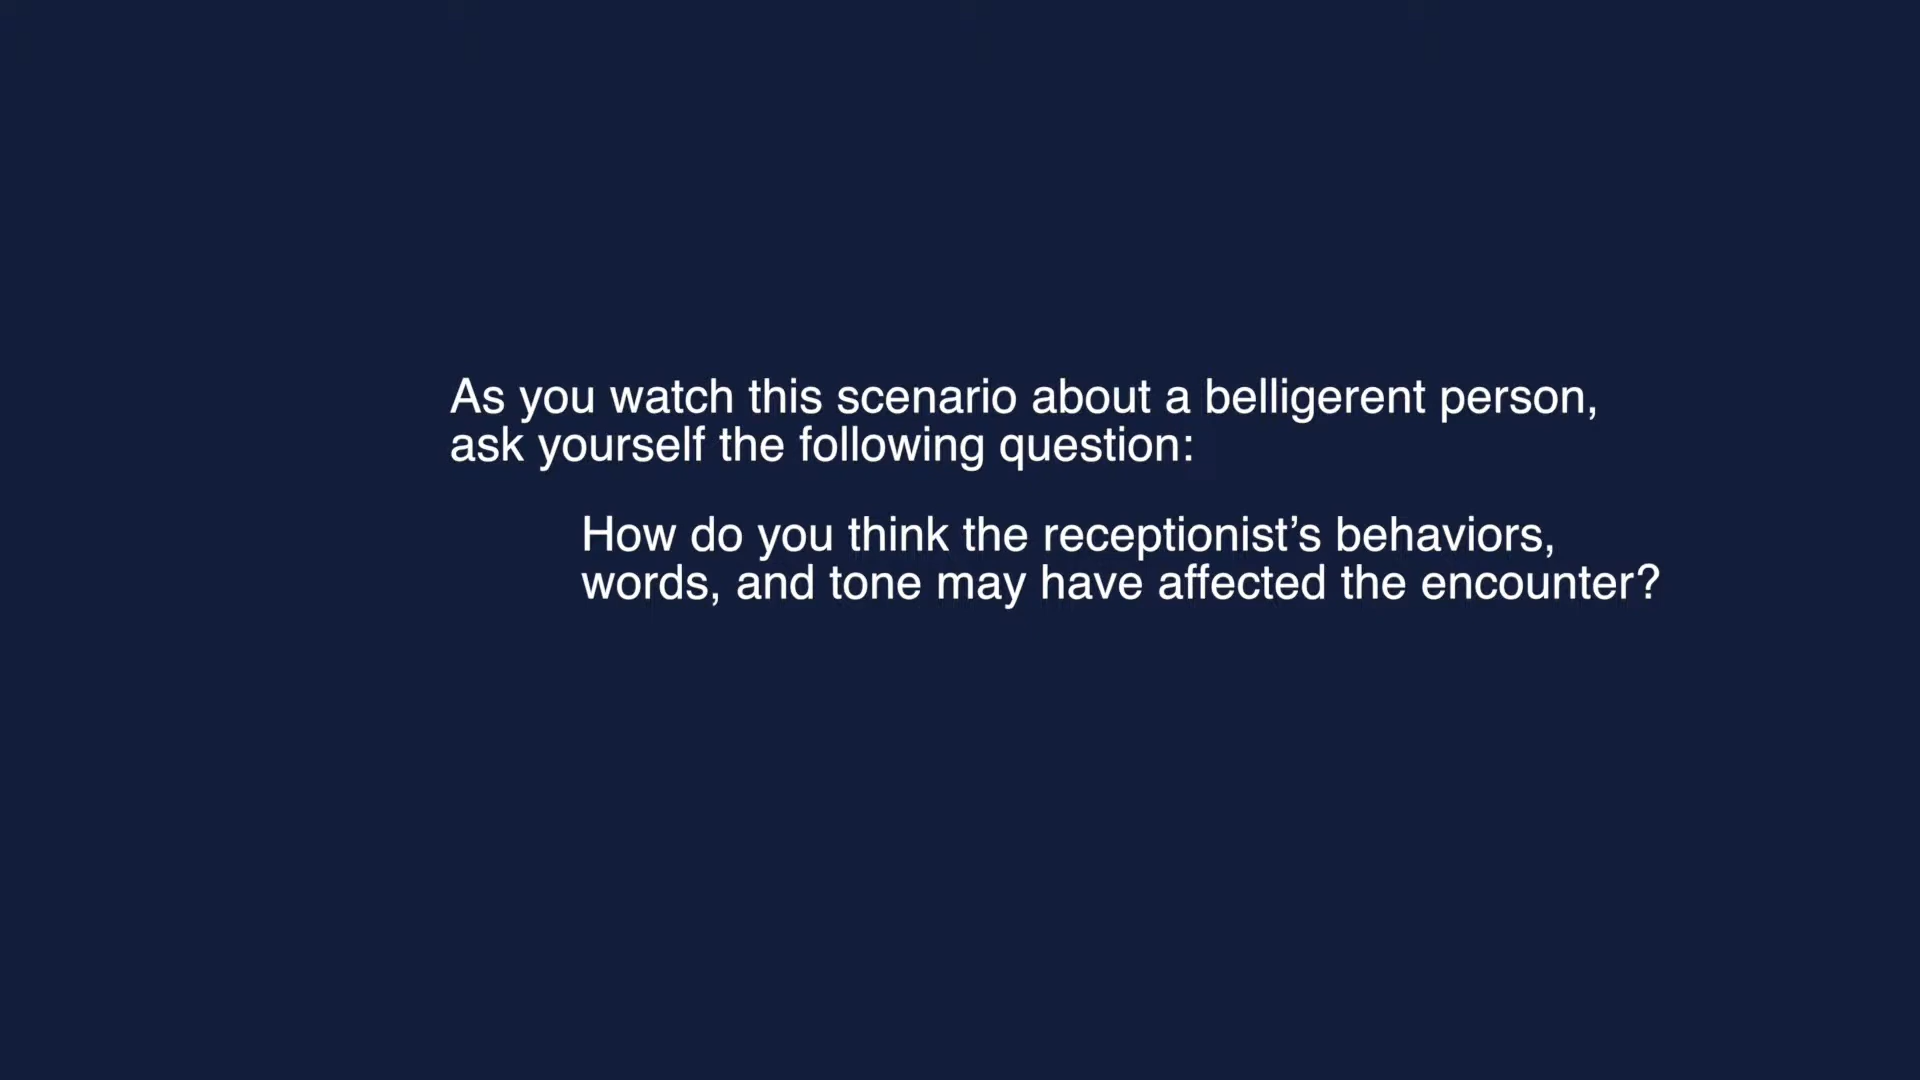 As you watch this scenario about a belligerent person,
ask yourself the following question:
How do you think the receptionist’s behaviors,
words, and tone may have affected the encounter?